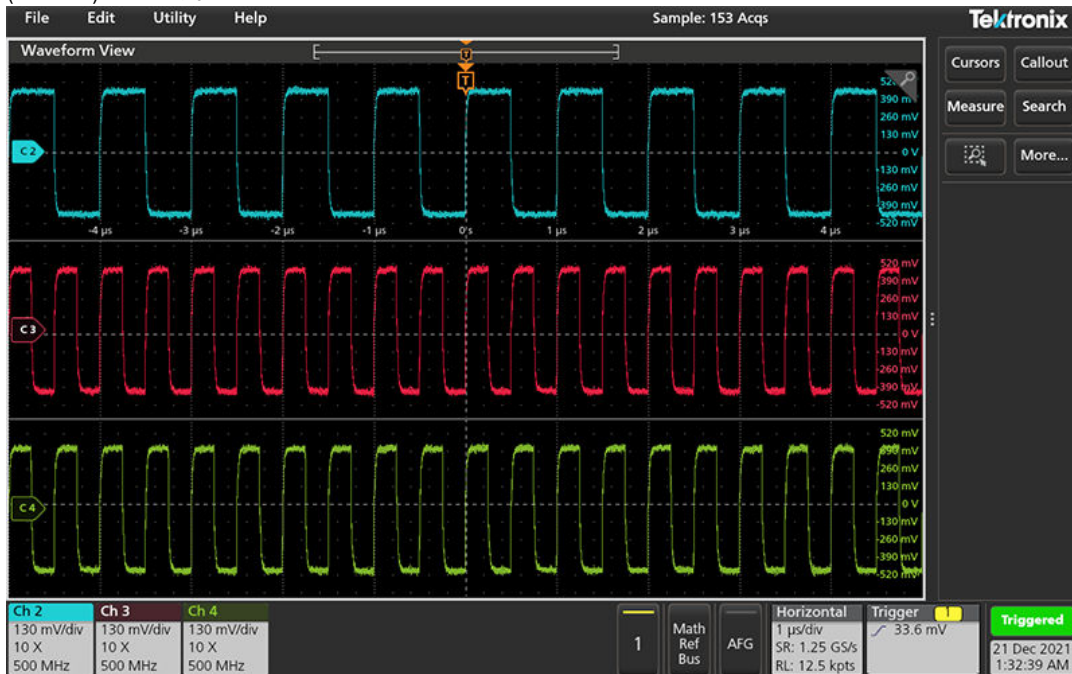 File Edit Utility Help Sample: 153 Acqs Tektronix
Waveform View
Cursors Callout
Measure Search
More...
T
T
390 m
260 mV
130 mV
0 V
-130 mV
-260 mV
-390 mV
-520 mV
C 2
-4 µs -3 µs -2 µs -1 µs 0 s 1 µs 2 µs 3 µs 4 µs
520 mV
390 mV
260 mV
130 mV
0 V
-130 mV
-260 mV
-390 mV
-520 mV
C 3
520 mV
390 mV
260 mV
130 mV
0 V
-130 mV
-260 mV
-390 mV
-520 mV
C 4
Ch 2
130 mV/div
10 X
500 MHz
Ch 3
130 mV/div
10 X
500 MHz
Ch 4
130 mV/div
10 X
500 MHz
1
Math
Ref
Bus
AFG
Horizontal
1 µs/div
SR: 1.25 GS/s
RL: 12.5 kpts
Trigger 1
33.6 mV
Triggered
21 Dec 2021
1:32:39 AM